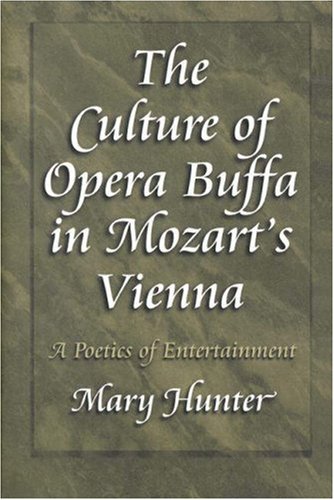 The
Culture of
Opera Buffa
in Mozart's
Vienna
A Poetics of Entertainment
Mary Hunter